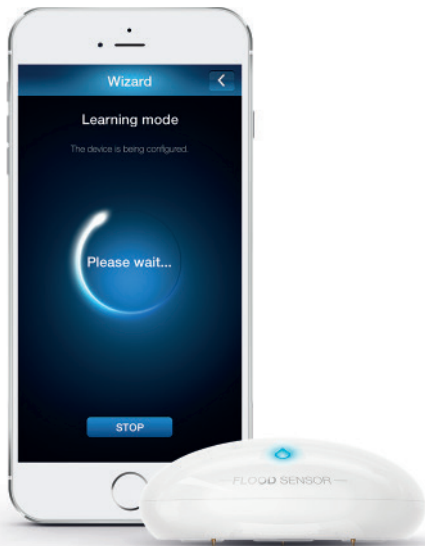 Wizard
Learning mode
The device is being configured.
Please wait...
STOP
FLOOD SENSOR